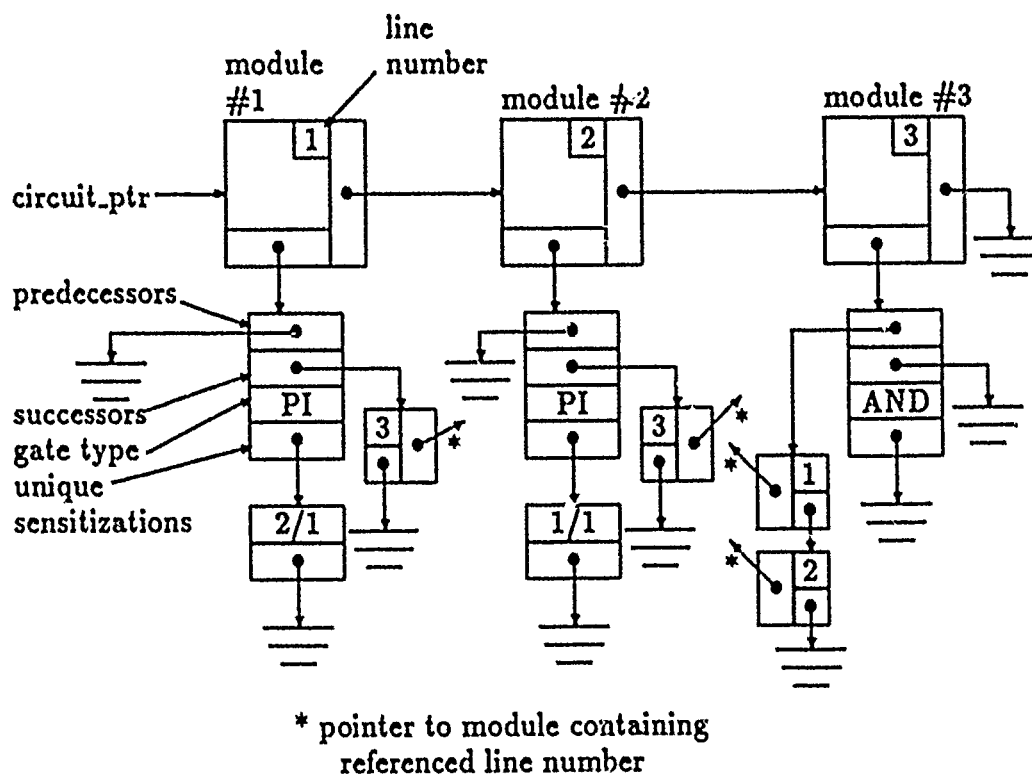 line
number
module
#1
module #2
module #3
1
2
3
circuit_ptr
predecessors
successors
gate type
unique
sensitizations
PI
PI
AND
3
3
1
2
2/1
1/1
*
*
*
*
* pointer to module containing
referenced line number